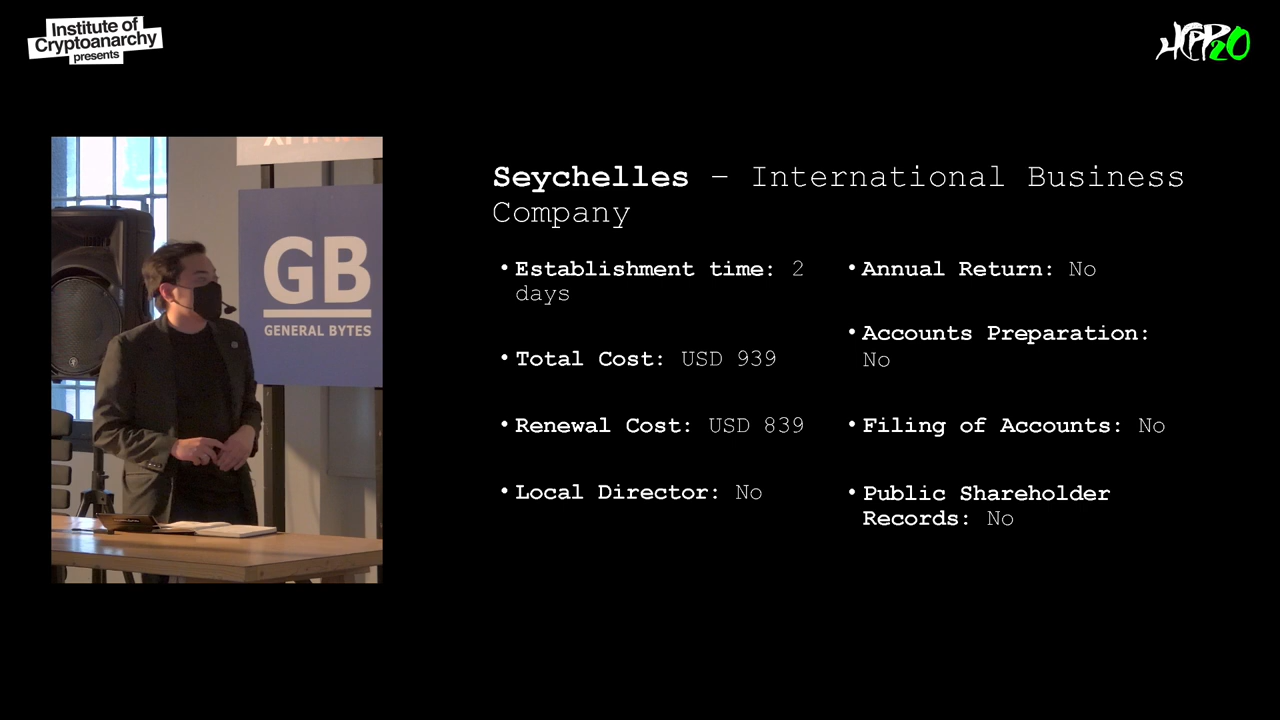 Institute of
Cryptoanarchy
presents
HCPP20
GB
GENERAL BYTES
Seychelles – International Business
Company
• Establishment time: 2
days
• Total Cost: USD 939
• Renewal Cost: USD 839
• Local Director: No
• Annual Return: No
• Accounts Preparation:
No
• Filing of Accounts: No
• Public Shareholder
Records: No